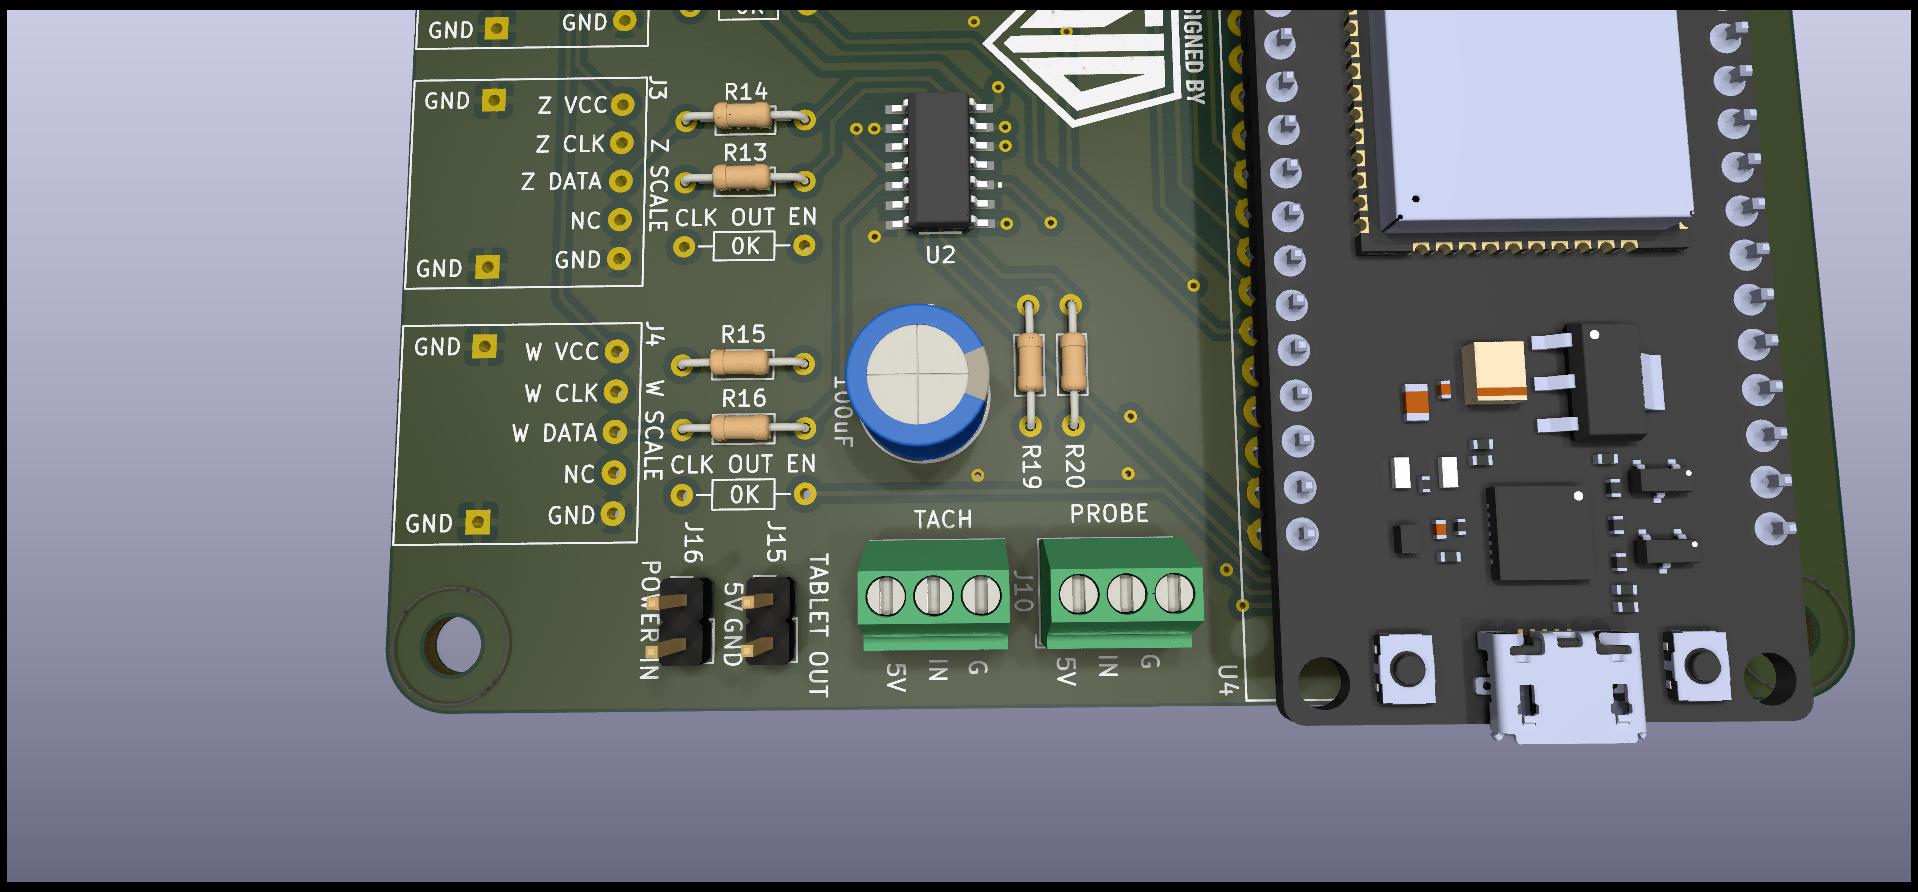 GND
GND
0K
SIGNED BY
J3
Z SCALE
GND
Z VCC
Z CLK
Z DATA
NC
GND
GND
R14
R13
CLK OUT EN
0K
U2
J4
W SCALE
GND
W VCC
W CLK
W DATA
NC
GND
GND
R15
R16
CLK OUT EN
0K
100uF
R19
R20
J16
J15
POWER IN
5V GND
TABLET OUT
TACH
PROBE
J10
5V
IN
G
5V
IN
G
U4